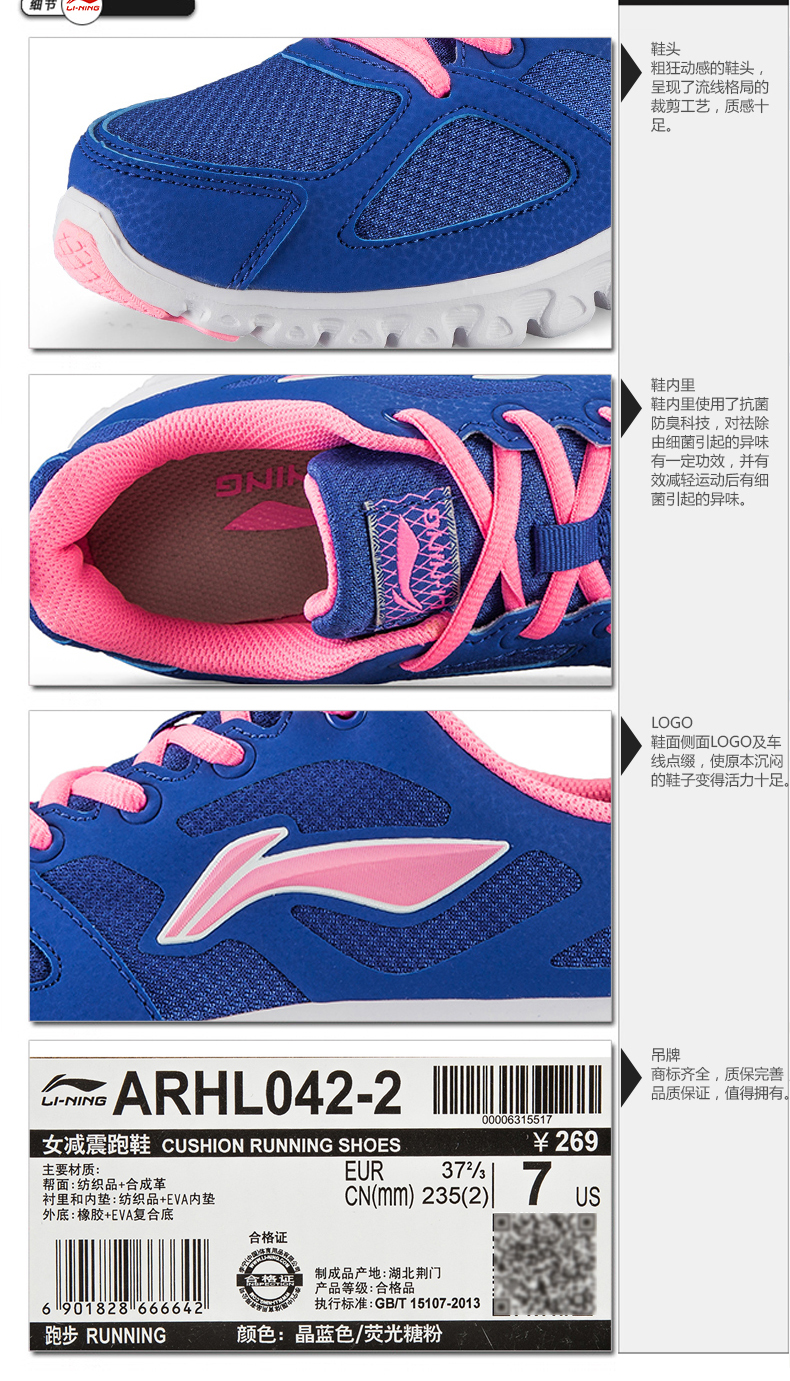 细节
LI-NING
鞋头
粗狂动感的鞋头，
呈现了流线格局的
裁剪工艺，质感十
足。
鞋内里
鞋内里使用了抗菌
防臭科技，对祛除
由细菌引起的异味
有一定功效，并有
效减轻运动后有细
菌引起的异味。
LI-NING
LOGO
鞋面侧面LOGO及车
线点缀，使原本沉闷
的鞋子变得活力十足。
吊牌
商标齐全，质保完善
品质保证，值得拥有。
LI-NING
ARHL042-2
00006315517
女减震跑鞋 CUSHION RUNNING SHOES
￥269
主要材质:
帮面:纺织品+合成革
衬里和内垫:纺织品+EVA内垫
外底:橡胶+EVA复合底
EUR 37⅔
CN(mm) 235(2)
7 US
6 901828 666642
合格证
合格证
INSPECTION
制成品产地:湖北荆门
产品等级:合格品
执行标准:GB/T 15107-2013
跑步 RUNNING
颜色：晶蓝色/荧光糖粉